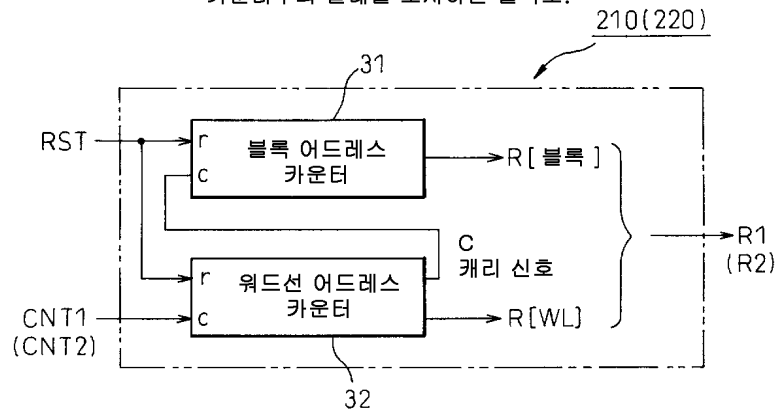 210(220)
31
RST
r
c
블록 어드레스
카운터
R[블록]
C
캐리 신호
R1
(R2)
r
c
워드선 어드레스
카운터
R[WL]
CNT1
(CNT2)
32